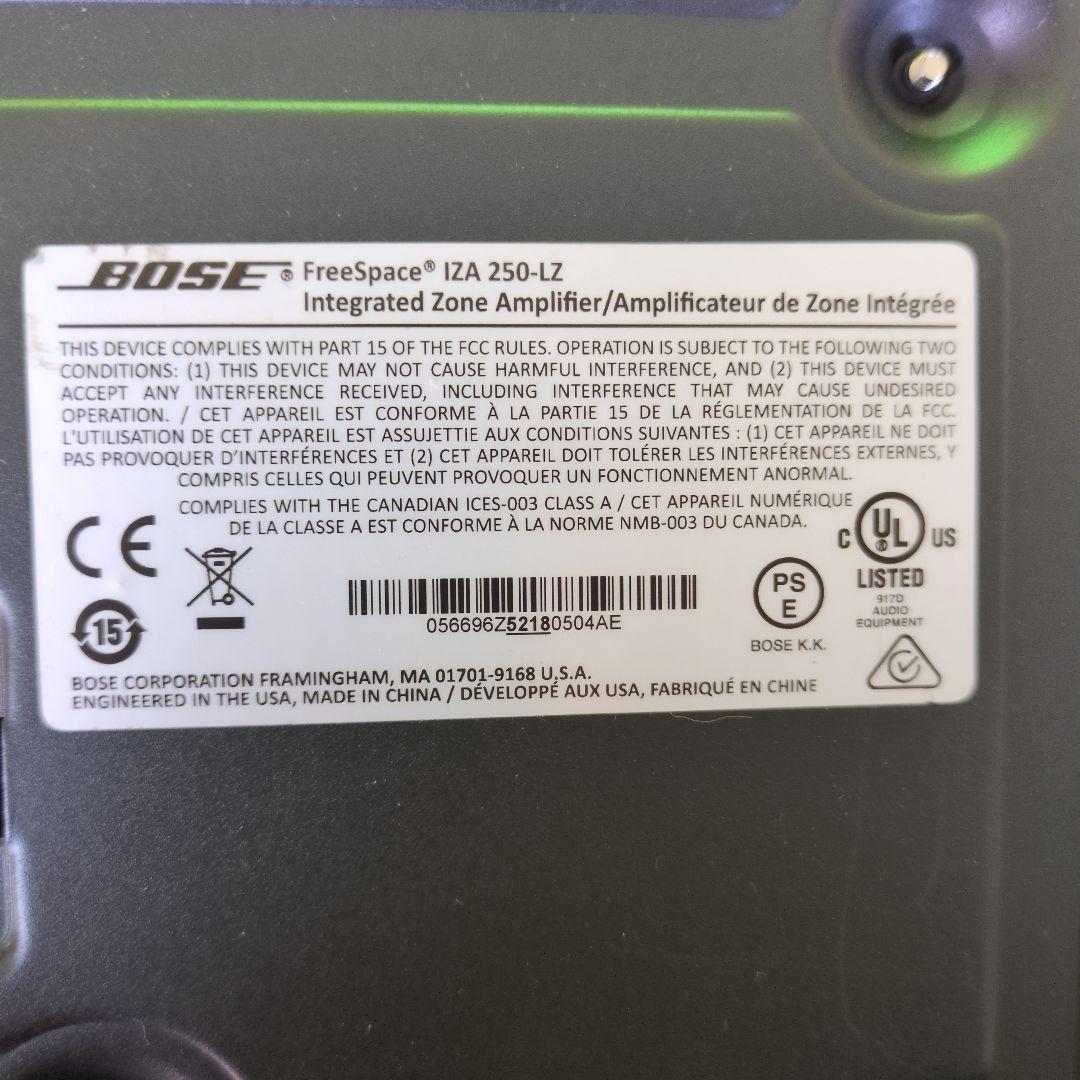 BOSE® FreeSpace® IZA 250-LZ
Integrated Zone Amplifier/Amplificateur de Zone Intégrée
THIS DEVICE COMPLIES WITH PART 15 OF THE FCC RULES. OPERATION IS SUBJECT TO THE FOLLOWING TWO
CONDITIONS: (1) THIS DEVICE MAY NOT CAUSE HARMFUL INTERFERENCE, AND (2) THIS DEVICE MUST
ACCEPT ANY INTERFERENCE RECEIVED, INCLUDING INTERFERENCE THAT MAY CAUSE UNDESIRED
OPERATION. / CET APPAREIL EST CONFORME À LA PARTIE 15 DE LA RÉGLEMENTATION DE LA FCC.
L'UTILISATION DE CET APPAREIL EST ASSUJETTIE AUX CONDITIONS SUIVANTES : (1) CET APPAREIL NE DOIT
PAS PROVOQUER D'INTERFÉRENCES ET (2) CET APPAREIL DOIT TOLÉRER LES INTERFÉRENCES EXTERNES, Y
COMPRIS CELLES QUI PEUVENT PROVOQUER UN FONCTIONNEMENT ANORMAL.
COMPLIES WITH THE CANADIAN ICES-003 CLASS A / CET APPAREIL NUMÉRIQUE
DE LA CLASSE A EST CONFORME À LA NORME NMB-003 DU CANADA.
CE
C UL® US
LISTED
917D
AUDIO
EQUIPMENT
15
056696Z52180504AE
PS
E
BOSE K.K.
BOSE CORPORATION FRAMINGHAM, MA 01701-9168 U.S.A.
ENGINEERED IN THE USA, MADE IN CHINA / DÉVELOPPÉ AUX USA, FABRIQUÉ EN CHINE